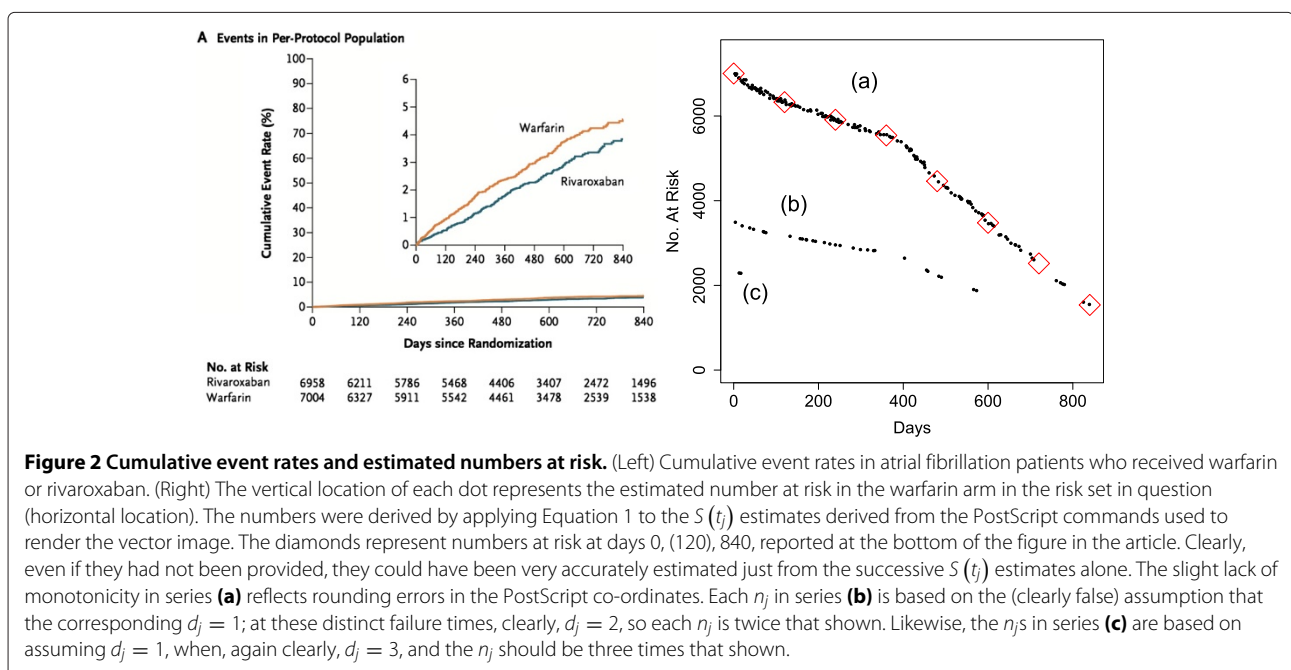 A Events in Per-Protocol Population
100
90
80
70
60
50
40
30
20
10
0
Cumulative Event Rate (%)
6
5
4
3
2
1
0
Warfarin
Rivaroxaban
0 120 240 360 480 600 720 840
0 120 240 360 480 600 720 840
Days since Randomization
No. at Risk
Rivaroxaban 6958 6211 5786 5468 4406 3407 2472 1496
Warfarin 7004 6327 5911 5542 4461 3478 2539 1538
No. At Risk
6000
4000
2000
0
(a)
(b)
(c)
0 200 400 600 800
Days
Figure 2 Cumulative event rates and estimated numbers at risk. (Left) Cumulative event rates in atrial fibrillation patients who received warfarin
or rivaroxaban. (Right) The vertical location of each dot represents the estimated number at risk in the warfarin arm in the risk set in question
(horizontal location). The numbers were derived by applying Equation 1 to the S (tj) estimates derived from the PostScript commands used to
render the vector image. The diamonds represent numbers at risk at days 0, (120), 840, reported at the bottom of the figure in the article. Clearly,
even if they had not been provided, they could have been very accurately estimated just from the successive S (tj) estimates alone. The slight lack of
monotonicity in series (a) reflects rounding errors in the PostScript co-ordinates. Each nj in series (b) is based on the (clearly false) assumption that
the corresponding dj = 1; at these distinct failure times, clearly, dj = 2, so each nj is twice that shown. Likewise, the njs in series (c) are based on
assuming dj = 1, when, again clearly, dj = 3, and the nj should be three times that shown.